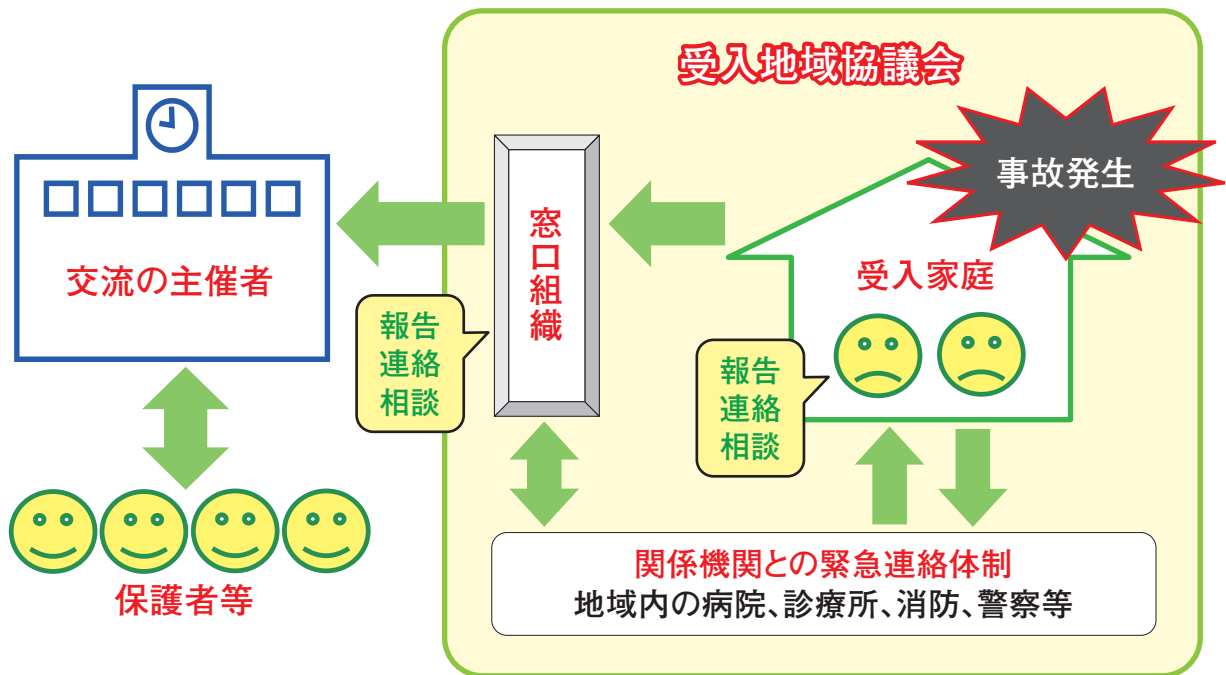 受入地域協議会
事故発生
交流の主催者
窓口組織
受入家庭
報告
連絡
相談
報告
連絡
相談
保護者等
関係機関との緊急連絡体制
地域内の病院、診療所、消防、警察等